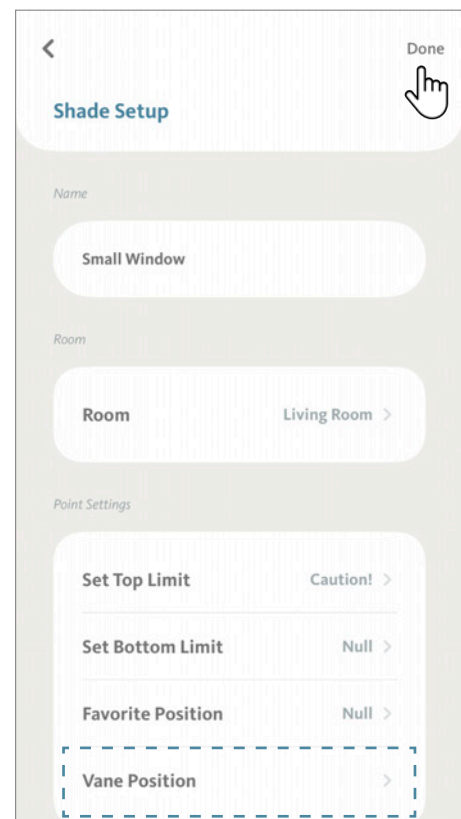 Done
Shade Setup
Name
Small Window
Room
Room Living Room
Point Settings
Set Top Limit Caution!
Set Bottom Limit Null
Favorite Position Null
Vane Position